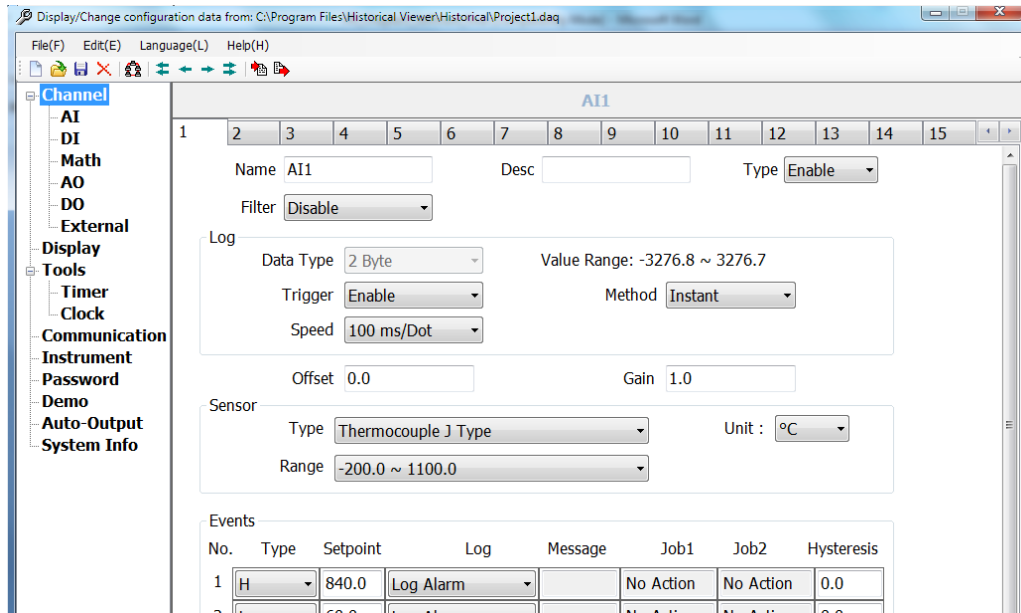 Display/Change configuration data from: C:\Program Files\Historical Viewer\Historical\Project1.daq
File(F) Edit(E) Language(L) Help(H)
Channel
AI
DI
Math
AO
DO
External
Display
Tools
Timer
Clock
Communication
Instrument
Password
Demo
Auto-Output
System Info
AI1
1 2 3 4 5 6 7 8 9 10 11 12 13 14 15
Name AI1 Desc Type Enable
Filter Disable
Log
Data Type 2 Byte Value Range: -3276.8 ~ 3276.7
Trigger Enable Method Instant
Speed 100 ms/Dot
Offset 0.0 Gain 1.0
Sensor
Type Thermocouple J Type Unit : °C
Range -200.0 ~ 1100.0
Events
No. Type Setpoint Log Message Job1 Job2 Hysteresis
1 H 840.0 Log Alarm No Action No Action 0.0